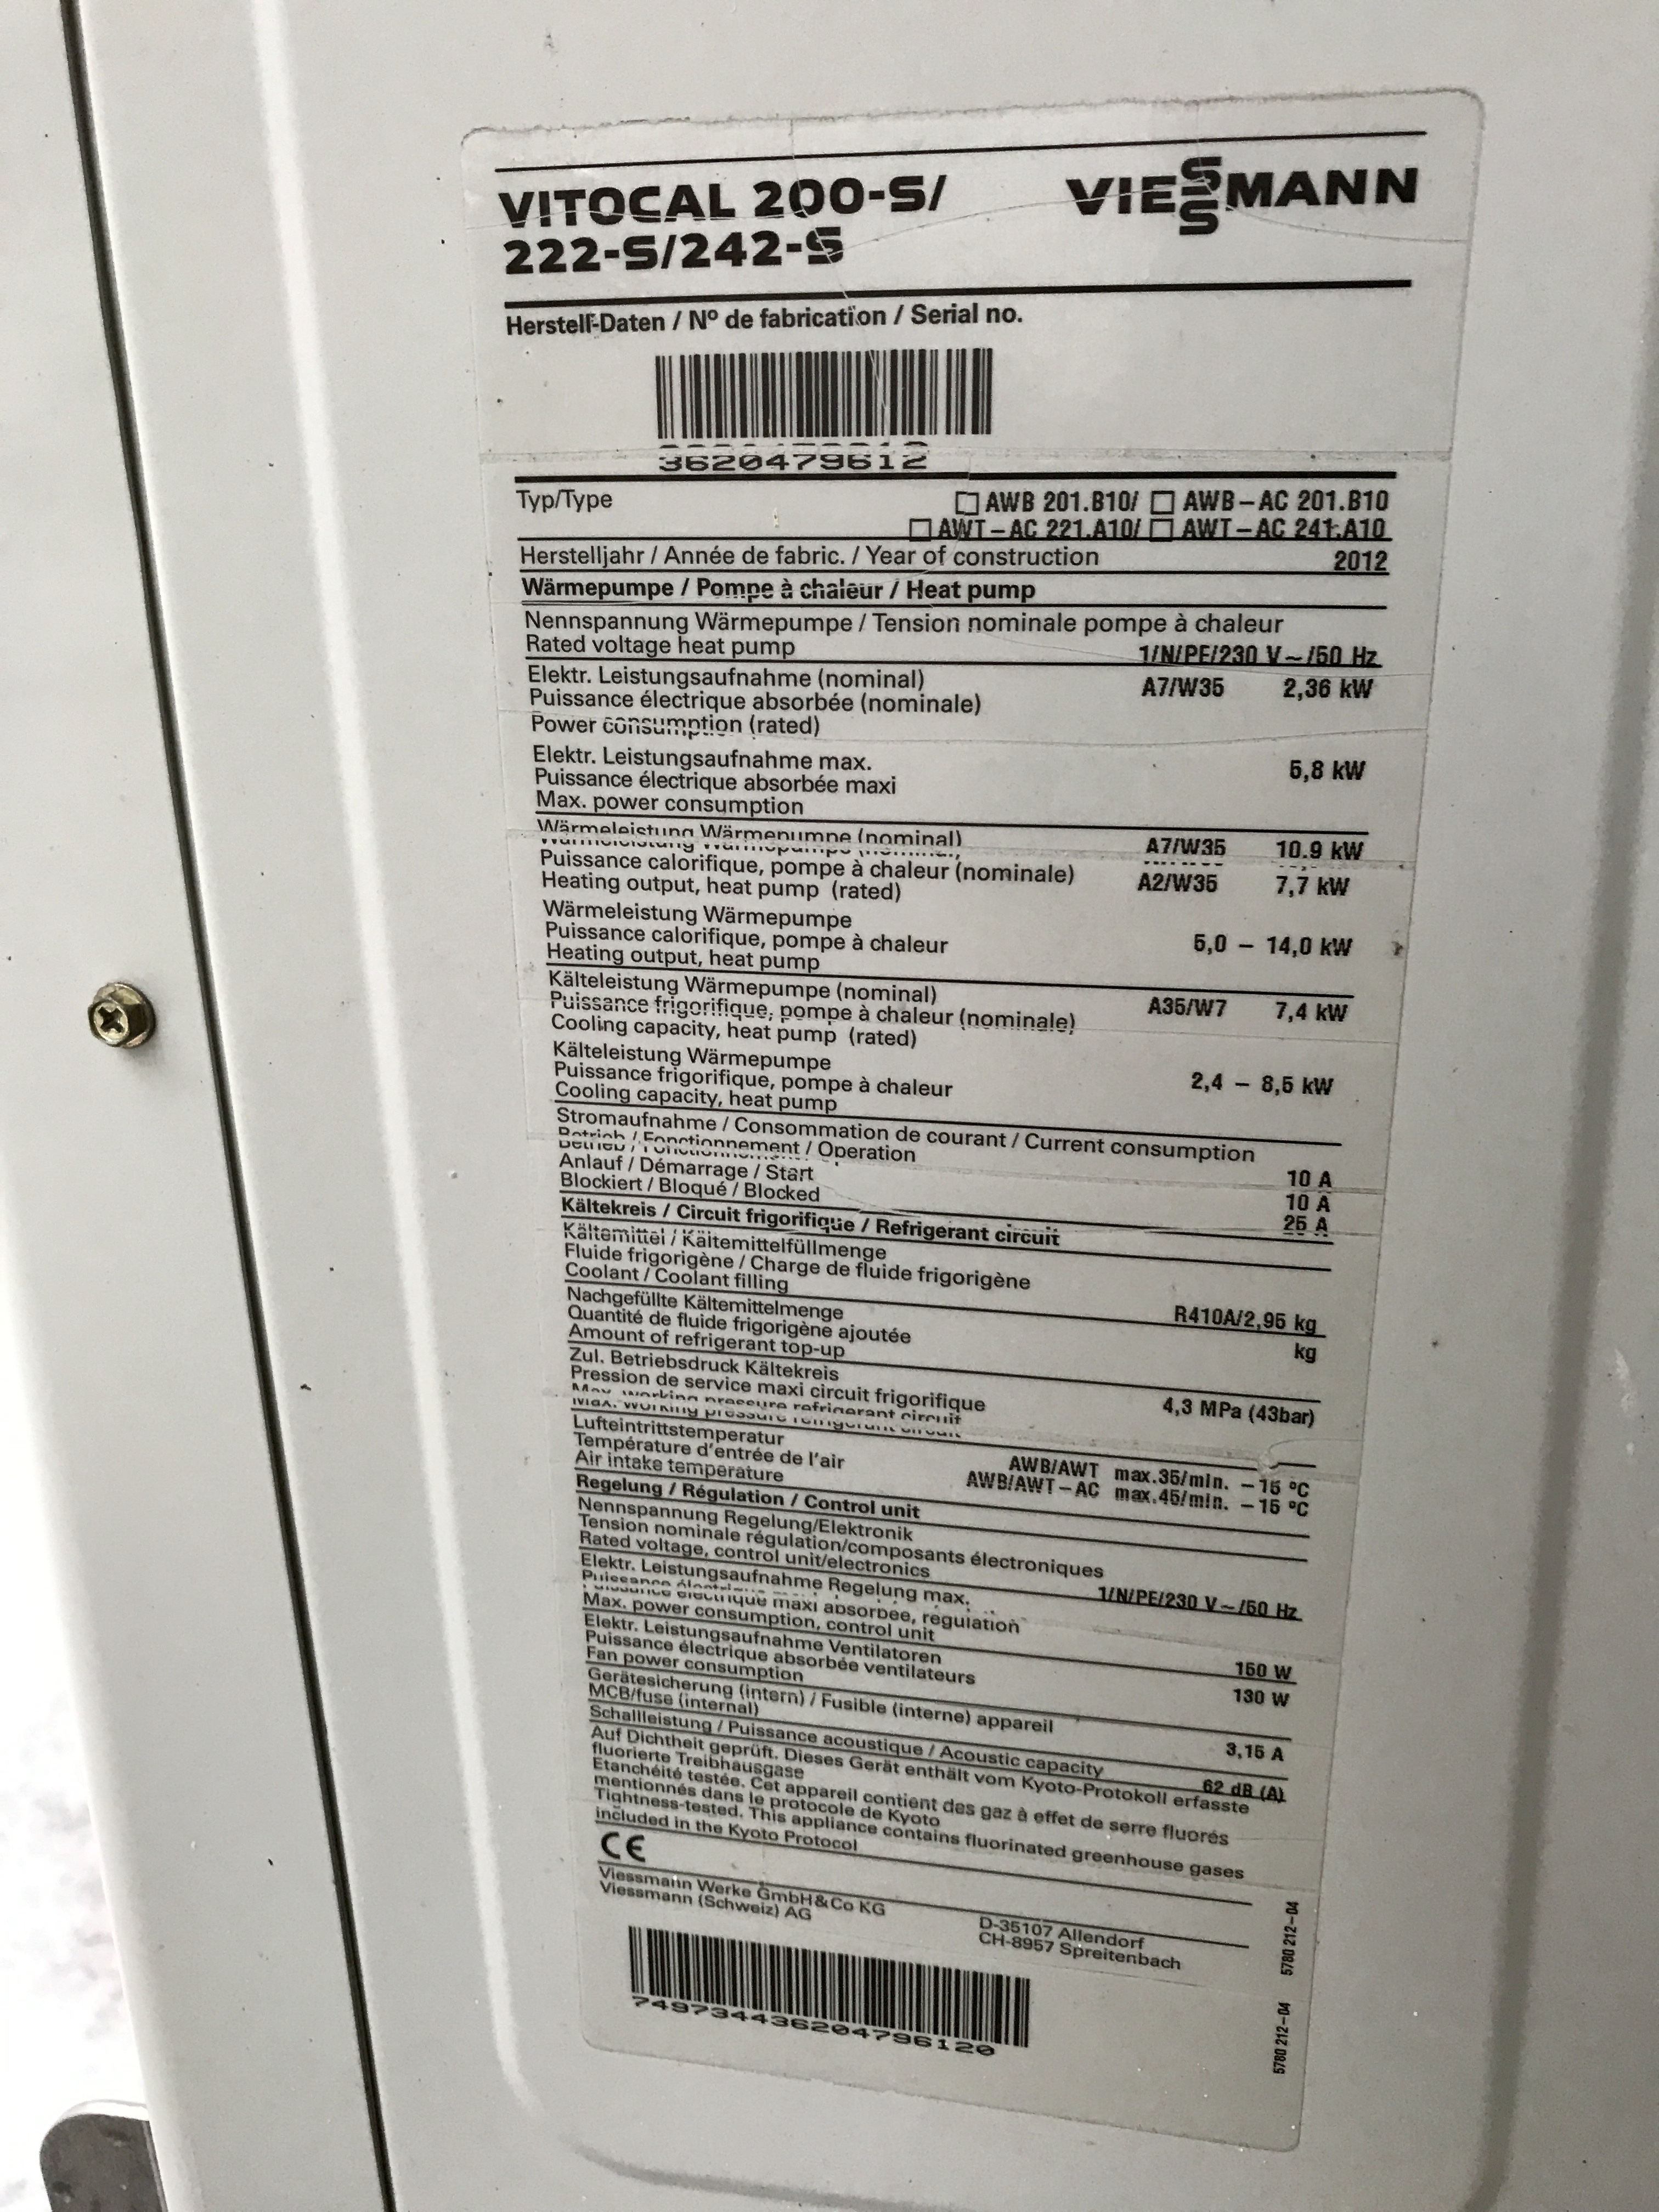 VITOCAL 200-S/
222-S/242-S
VIESSMANN
Herstell-Daten / Nº de fabrication / Serial no.
3620479612
Typ/Type ☐ AWB 201.B10/ ☐ AWB-AC 201.B10
☐ AWT-AC 221.A10/ ☐ AWT-AC 241.A10
Herstelljahr / Année de fabric. / Year of construction 2012
Wärmepumpe / Pompe à chaleur / Heat pump
Nennspannung Wärmepumpe / Tension nominale pompe à chaleur
Rated voltage heat pump 1/N/PE/230 V~/50 Hz
Elektr. Leistungsaufnahme (nominal) A7/W35 2,36 kW
Puissance électrique absorbée (nominale)
Power consumption (rated)
Elektr. Leistungsaufnahme max. 5,8 kW
Puissance électrique absorbée maxi
Max. power consumption
Wärmeleistung Wärmepumpe (nominal) A7/W35 10.9 kW
Puissance calorifique, pompe à chaleur (nominale) A2/W35 7,7 kW
Heating output, heat pump (rated)
Wärmeleistung Wärmepumpe
Puissance calorifique, pompe à chaleur 5,0 – 14,0 kW
Heating output, heat pump
Kälteleistung Wärmepumpe (nominal) A35/W7 7,4 kW
Puissance frigorifique, pompe à chaleur (nominale)
Cooling capacity, heat pump (rated)
Kälteleistung Wärmepumpe
Puissance frigorifique, pompe à chaleur 2,4 – 8,5 kW
Cooling capacity, heat pump
Stromaufnahme / Consommation de courant / Current consumption
Betrieb / Fonctionnement / Operation 10 A
Anlauf / Démarrage / Start 10 A
Blockiert / Bloqué / Blocked 25 A
Kältekreis / Circuit frigorifique / Refrigerant circuit
Kältemittel / Kältemittelfüllmenge
Fluide frigorigène / Charge de fluide frigorigène
Coolant / Coolant filling R410A/2,95 kg
Nachgefüllte Kältemittelmenge
Quantité de fluide frigorigène ajoutée
Amount of refrigerant top-up kg
Zul. Betriebsdruck Kältekreis
Pression de service maxi circuit frigorifique 4,3 MPa (43bar)
Max. working pressure refrigerant circuit
Lufteintrittstemperatur
Température d'entrée de l'air AWB/AWT max.35/min. –15 ºC
Air intake temperature AWB/AWT–AC max.45/min. –15 ºC
Regelung / Régulation / Control unit
Nennspannung Regelung/Elektronik
Tension nominale régulation/composants électroniques
Rated voltage, control unit/electronics 1/N/PE/230 V~/50 Hz
Elektr. Leistungsaufnahme Regelung max.
Puissance électrique maxi absorbée, régulation
Max. power consumption, control unit 150 W
Elektr. Leistungsaufnahme Ventilatoren
Puissance électrique absorbée ventilateurs 130 W
Fan power consumption
Gerätesicherung (intern) / Fusible (interne) appareil
MCB/fuse (internal) 3,15 A
Schallleistung / Puissance acoustique / Acoustic capacity 62 dB (A)
Auf Dichtheit geprüft. Dieses Gerät enthält vom Kyoto-Protokoll erfasste
fluorierte Treibhausgase
Etanchéité testée. Cet appareil contient des gaz à effet de serre fluorés
mentionnés dans le protocole de Kyoto
Tightness-tested. This appliance contains fluorinated greenhouse gases
included in the Kyoto Protocol
CE
Viessmann Werke GmbH&Co KG D-35107 Allendorf
Viessmann (Schweiz) AG CH-8957 Spreitenbach
749734436204796120
5780 212-04 5780 212-04